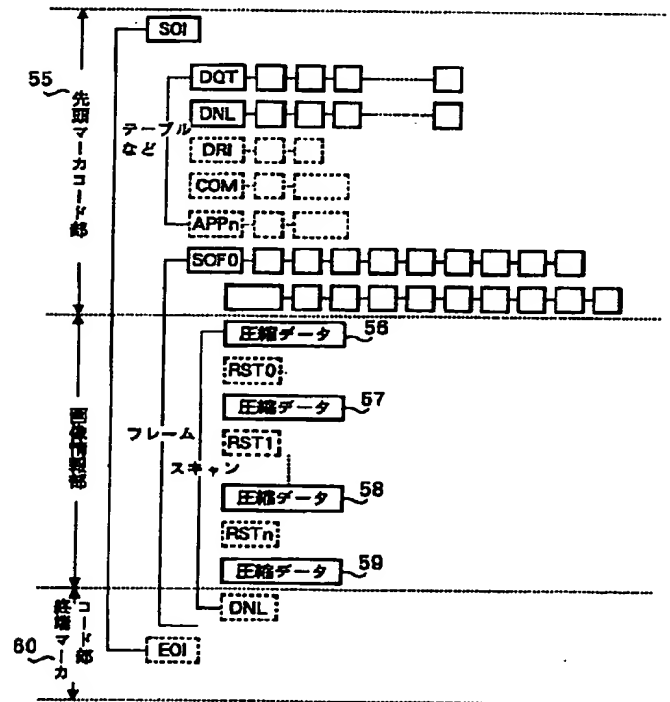 SOI
55
先頭マーカコード部
DQT
DNL
テーブル
など
DRI
COM
APPn
SOF0
圧縮データ 56
RST0
圧縮データ 57
画像情報部
フレーム
RST1
スキャン
圧縮データ 58
RSTn
圧縮データ 59
DNL
終端マーカ
コード部
60
EOI